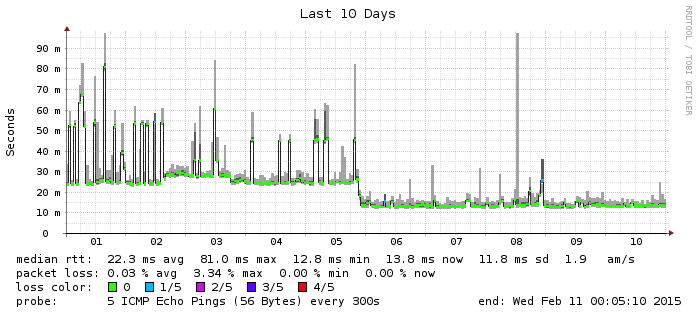 Last 10 Days
RRDTOOL / TOBI OETIKER
Seconds
90 m
80 m
70 m
60 m
50 m
40 m
30 m
20 m
10 m
0
01 02 03 04 05 06 07 08 09 10
median rtt: 22.3 ms avg 81.0 ms max 12.8 ms min 13.8 ms now 11.8 ms sd 1.9 am/s
packet loss: 0.03 % avg 3.34 % max 0.00 % min 0.00 % now
loss color: 0 1/5 2/5 3/5 4/5
probe: 5 ICMP Echo Pings (56 Bytes) every 300s end: Wed Feb 11 00:05:10 2015